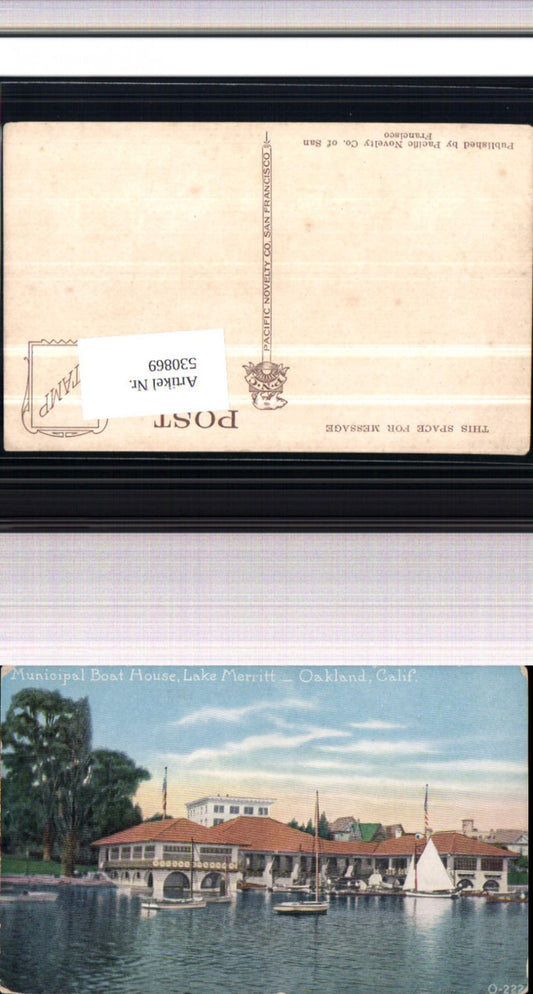 Published by Pacific Novelty Co. of San
Francisco
PACIFIC NOVELTY CO. SAN FRANCISCO
Artikel Nr.
530869
TAMP
POST
THIS SPACE FOR MESSAGE
Municipal Boat House, Lake Merritt – Oakland, Calif.
O-222